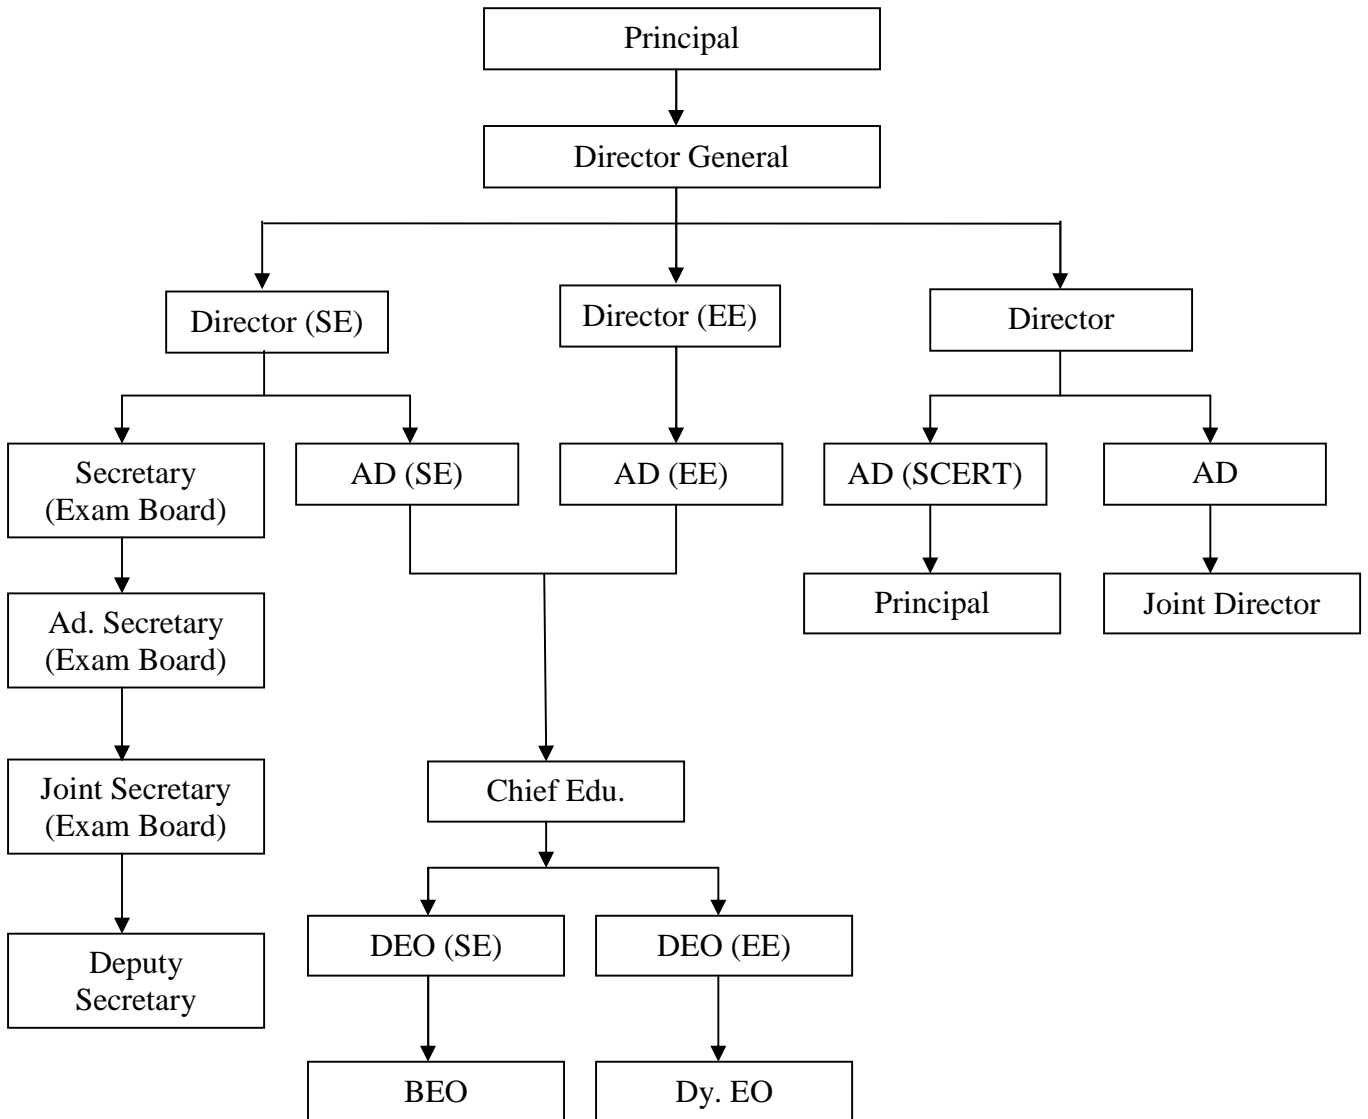 Principal
Director General
Director (SE)
Director (EE)
Director
Secretary
(Exam Board)
AD (SE)
AD (EE)
AD (SCERT)
AD
Ad. Secretary
(Exam Board)
Principal
Joint Director
Joint Secretary
(Exam Board)
Chief Edu.
Deputy
Secretary
DEO (SE)
DEO (EE)
BEO
Dy. EO